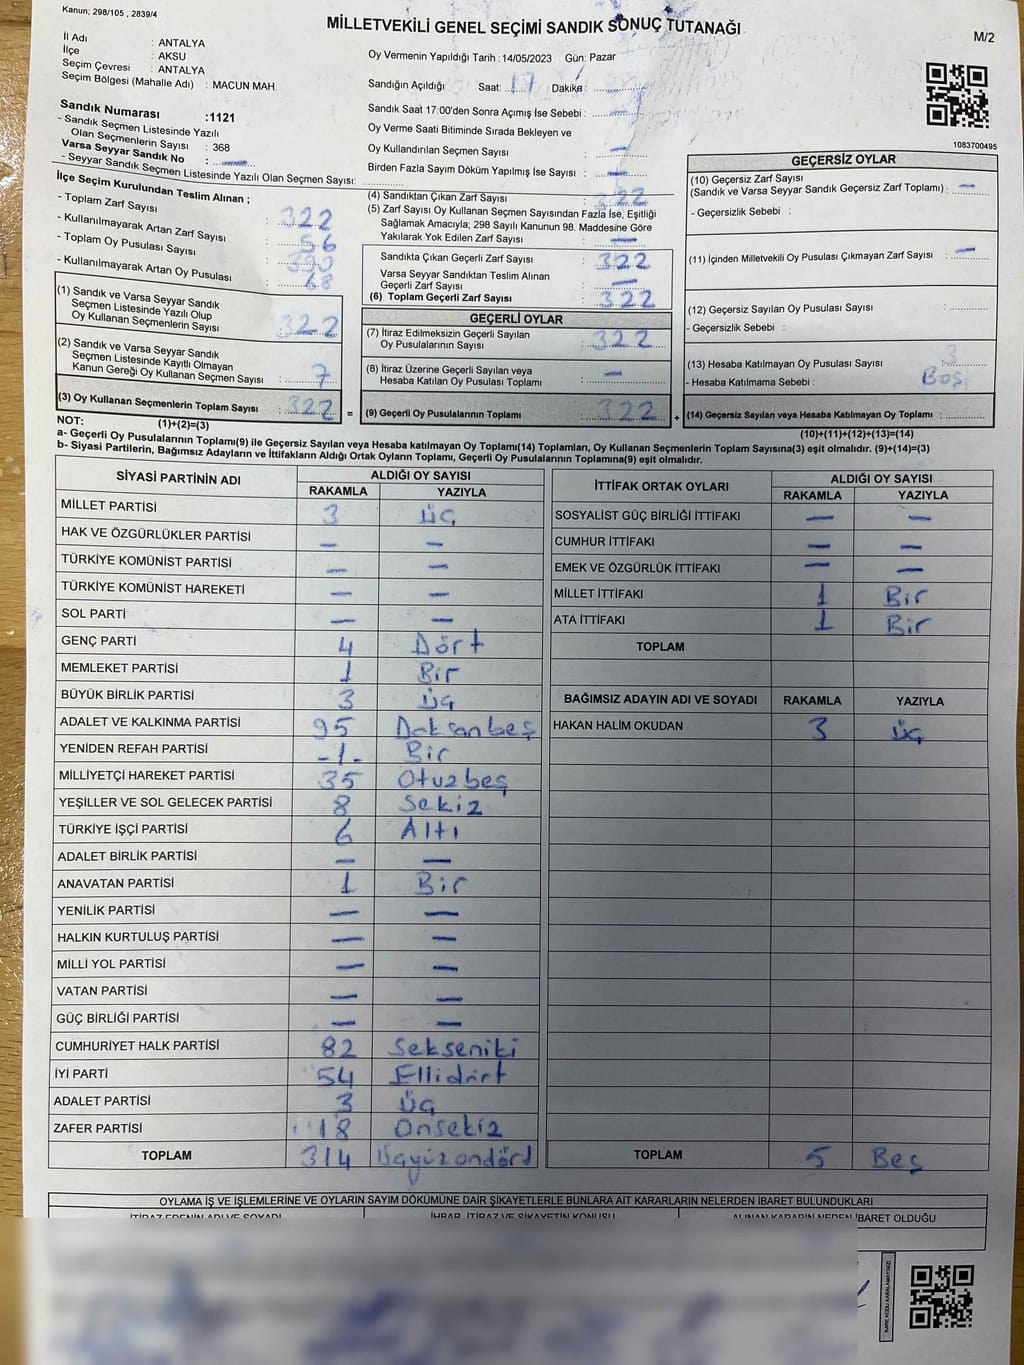 Kanun; 298/105 , 2839/4
MİLLETVEKİLİ GENEL SEÇİMİ SANDIK SONUÇ TUTANAĞI
M/2
İl Adı : ANTALYA
İlçe : AKSU
Seçim Çevresi : ANTALYA
Seçim Bölgesi (Mahalle Adı) : MACUN MAH.
Sandık Numarası :1121
- Sandık Seçmen Listesinde Yazılı
Olan Seçmenlerin Sayısı : 368
Varsa Seyyar Sandık No : —
- Seyyar Sandık Seçmen Listesinde Yazılı Olan Seçmen Sayısı:
Oy Vermenin Yapıldığı Tarih :14/05/2023 Gün: Pazar
Sandığın Açıldığı Saat: 17 Dakika : —
Sandık Saat 17:00'den Sonra Açımış İse Sebebi : —
Oy Verme Saati Bitiminde Sırada Bekleyen ve
Oy Kullandırılan Seçmen Sayısı : —
Birden Fazla Sayım Döküm Yapılmış İse Sayısı : —
1083700495
İlçe Seçim Kurulundan Teslim Alınan ;
- Toplam Zarf Sayısı : 322
- Kullanılmayarak Artan Zarf Sayısı : 56
- Toplam Oy Pusulası Sayısı : 390
- Kullanılmayarak Artan Oy Pusulası : 68
(1) Sandık ve Varsa Seyyar Sandık
Seçmen Listesinde Yazılı Olup
Oy Kullanan Seçmenlerin Sayısı : 322
(2) Sandık ve Varsa Seyyar Sandık
Seçmen Listesinde Kayıtlı Olmayan
Kanun Gereği Oy Kullanan Seçmen Sayısı : 7
(3) Oy Kullanan Seçmenlerin Toplam Sayısı : 322 =
(1)+(2)=(3)
(4) Sandıktan Çıkan Zarf Sayısı : 322
(5) Zarf Sayısı Oy Kullanan Seçmen Sayısından Fazla İse, Eşitliği
Sağlamak Amacıyla; 298 Sayılı Kanunun 98. Maddesine Göre
Yakılarak Yok Edilen Zarf Sayısı : —
Sandıkta Çıkan Geçerli Zarf Sayısı : 322
Varsa Seyyar Sandıktan Teslim Alınan
Geçerli Zarf Sayısı : —
(6) Toplam Geçerli Zarf Sayısı : 322
GEÇERLİ OYLAR
(7) İtiraz Edilmeksizin Geçerli Sayılan
Oy Pusulalarının Sayısı : 322
(8) İtiraz Üzerine Geçerli Sayılan veya
Hesaba Katılan Oy Pusulası Toplamı : —
(9) Geçerli Oy Pusulalarının Toplamı : 322 +
GEÇERSİZ OYLAR
(10) Geçersiz Zarf Sayısı
(Sandık ve Varsa Seyyar Sandık Geçersiz Zarf Toplamı) : —
- Geçersizlik Sebebi :
(11) İçinden Milletvekili Oy Pusulası Çıkmayan Zarf Sayısı : —
(12) Geçersiz Sayılan Oy Pusulası Sayısı :
- Geçersizlik Sebebi :
(13) Hesaba Katılmayan Oy Pusulası Sayısı : 3
- Hesaba Katılmama Sebebi : Boş
(14) Geçersiz Sayılan veya Hesaba Katılmayan Oy Toplamı :
(10)+(11)+(12)+(13)=(14)
NOT:
a- Geçerli Oy Pusulalarının Toplamı(9) ile Geçersiz Sayılan veya Hesaba katılmayan Oy Toplamı(14) Toplamları, Oy Kullanan Seçmenlerin Toplam Sayısına(3) eşit olmalıdır. (9)+(14)=(3)
b- Siyasi Partilerin, Bağımsız Adayların ve İttifakların Aldığı Ortak Oyların Toplamı, Geçerli Oy Pusulalarının Toplamına(9) eşit olmalıdır.
SİYASİ PARTİNİN ADI ALDIĞI OY SAYISI
RAKAMLA YAZIYLA
MİLLET PARTİSİ 3 Üç
HAK VE ÖZGÜRLÜKLER PARTİSİ — —
TÜRKİYE KOMÜNİST PARTİSİ — —
TÜRKİYE KOMÜNİST HAREKETİ — —
SOL PARTİ — —
GENÇ PARTİ 4 Dört
MEMLEKET PARTİSİ 1 Bir
BÜYÜK BİRLİK PARTİSİ 3 Üç
ADALET VE KALKINMA PARTİSİ 95 Doksanbeş
YENİDEN REFAH PARTİSİ -1- Bir
MİLLİYETÇİ HAREKET PARTİSİ 35 Otuzbeş
YEŞİLLER VE SOL GELECEK PARTİSİ 8 Sekiz
TÜRKİYE İŞÇİ PARTİSİ 6 Altı
ADALET BİRLİK PARTİSİ — —
ANAVATAN PARTİSİ 1 Bir
YENİLİK PARTİSİ — —
HALKIN KURTULUŞ PARTİSİ — —
MİLLİ YOL PARTİSİ — —
VATAN PARTİSİ — —
GÜÇ BİRLİĞİ PARTİSİ — —
CUMHURİYET HALK PARTİSİ 82 Sekseniki
İYİ PARTİ 54 Ellidört
ADALET PARTİSİ 3 Üç
ZAFER PARTİSİ 18 Onsekiz
TOPLAM 314 Üçyüzondört
İTTİFAK ORTAK OYLARI ALDIĞI OY SAYISI
RAKAMLA YAZIYLA
SOSYALİST GÜÇ BİRLİĞİ İTTİFAKI — —
CUMHUR İTTİFAKI — —
EMEK VE ÖZGÜRLÜK İTTİFAKI — —
MİLLET İTTİFAKI 1 Bir
ATA İTTİFAKI 1 Bir
TOPLAM
BAĞIMSIZ ADAYIN ADI VE SOYADI RAKAMLA YAZIYLA
HAKAN HALİM OKUDAN 3 Üç
TOPLAM 5 Beş
OYLAMA İŞ VE İŞLEMLERİNE VE OYLARIN SAYIM DÖKÜMÜNE DAİR ŞİKAYETLERLE BUNLARA AİT KARARLARIN NELERDEN İBARET BULUNDUKLARI
İTİRAZ EDENİN ADI VE SOYADI İHBAR, İTİRAZ VE ŞİKAYETİN KONUSU ALINAN KARARIN NEDEN İBARET OLDUĞU
KARE KODU KARALAMAYINIZ!